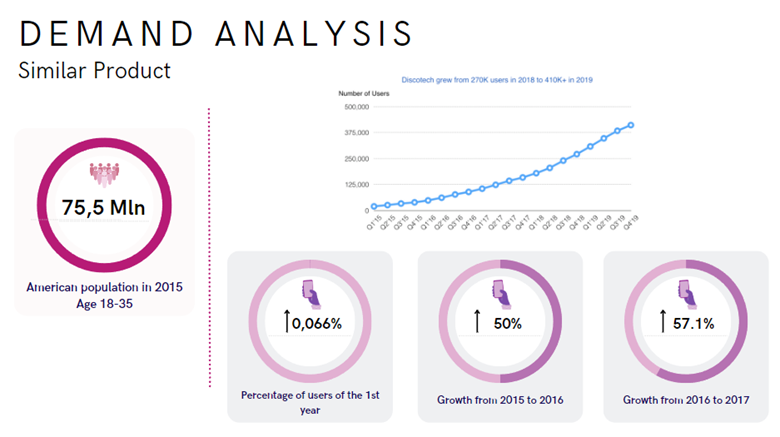 DEMAND ANALYSIS
Similar Product
Discotech grew from 270K users in 2018 to 410K+ in 2019
Number of Users
500,000
375,000
250,000
125,000
0
Q1'15 Q2'15 Q3'15 Q4'15 Q1'16 Q2'16 Q3'16 Q4'16 Q1'17 Q2'17 Q3'17 Q4'17 Q1'18 Q2'18 Q3'18 Q4'18 Q1'19 Q2'19 Q3'19 Q4'19
75,5 Mln
American population in 2015
Age 18-35
0,066%
Percentage of users of the 1st
year
50%
Growth from 2015 to 2016
57.1%
Growth from 2016 to 2017